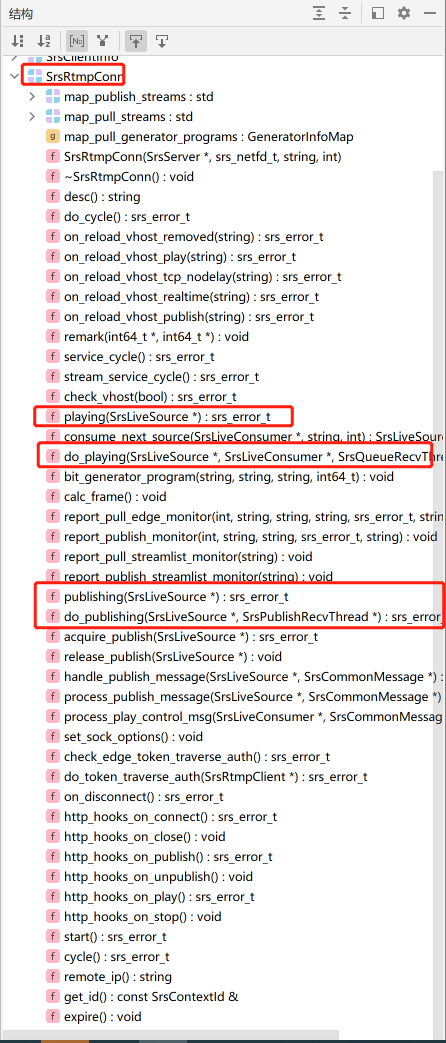 结构
SrsClientInfo
SrsRtmpConn
map_publish_streams : std
map_pull_streams : std
map_pull_generator_programs : GeneratorInfoMap
SrsRtmpConn(SrsServer *, srs_netfd_t, string, int)
~SrsRtmpConn() : void
desc() : string
do_cycle() : srs_error_t
on_reload_vhost_removed(string) : srs_error_t
on_reload_vhost_play(string) : srs_error_t
on_reload_vhost_tcp_nodelay(string) : srs_error_t
on_reload_vhost_realtime(string) : srs_error_t
on_reload_vhost_publish(string) : srs_error_t
remark(int64_t *, int64_t *) : void
service_cycle() : srs_error_t
stream_service_cycle() : srs_error_t
check_vhost(bool) : srs_error_t
playing(SrsLiveSource *) : srs_error_t
consume_next_source(SrsLiveConsumer *, string, int) : SrsLiveSour
do_playing(SrsLiveSource *, SrsLiveConsumer *, SrsQueueRecvThre
bit_generator_program(string, string, string, int64_t) : void
calc_frame() : void
report_pull_edge_monitor(int, string, string, string, srs_error_t, strin
report_publish_monitor(int, string, string, srs_error_t, string) : void
report_pull_streamlist_monitor(string) : void
report_publish_streamlist_monitor(string) : void
publishing(SrsLiveSource *) : srs_error_t
do_publishing(SrsLiveSource *, SrsPublishRecvThread *) : srs_error_
acquire_publish(SrsLiveSource *) : srs_error_t
release_publish(SrsLiveSource *) : void
handle_publish_message(SrsLiveSource *, SrsCommonMessage *) :
process_publish_message(SrsLiveSource *, SrsCommonMessage *)
process_play_control_msg(SrsLiveConsumer *, SrsCommonMessag
set_sock_options() : void
check_edge_token_traverse_auth() : srs_error_t
do_token_traverse_auth(SrsRtmpClient *) : srs_error_t
on_disconnect() : srs_error_t
http_hooks_on_connect() : srs_error_t
http_hooks_on_close() : void
http_hooks_on_publish() : srs_error_t
http_hooks_on_unpublish() : void
http_hooks_on_play() : srs_error_t
http_hooks_on_stop() : void
start() : srs_error_t
cycle() : srs_error_t
remote_ip() : string
get_id() : const SrsContextId &
expire() : void